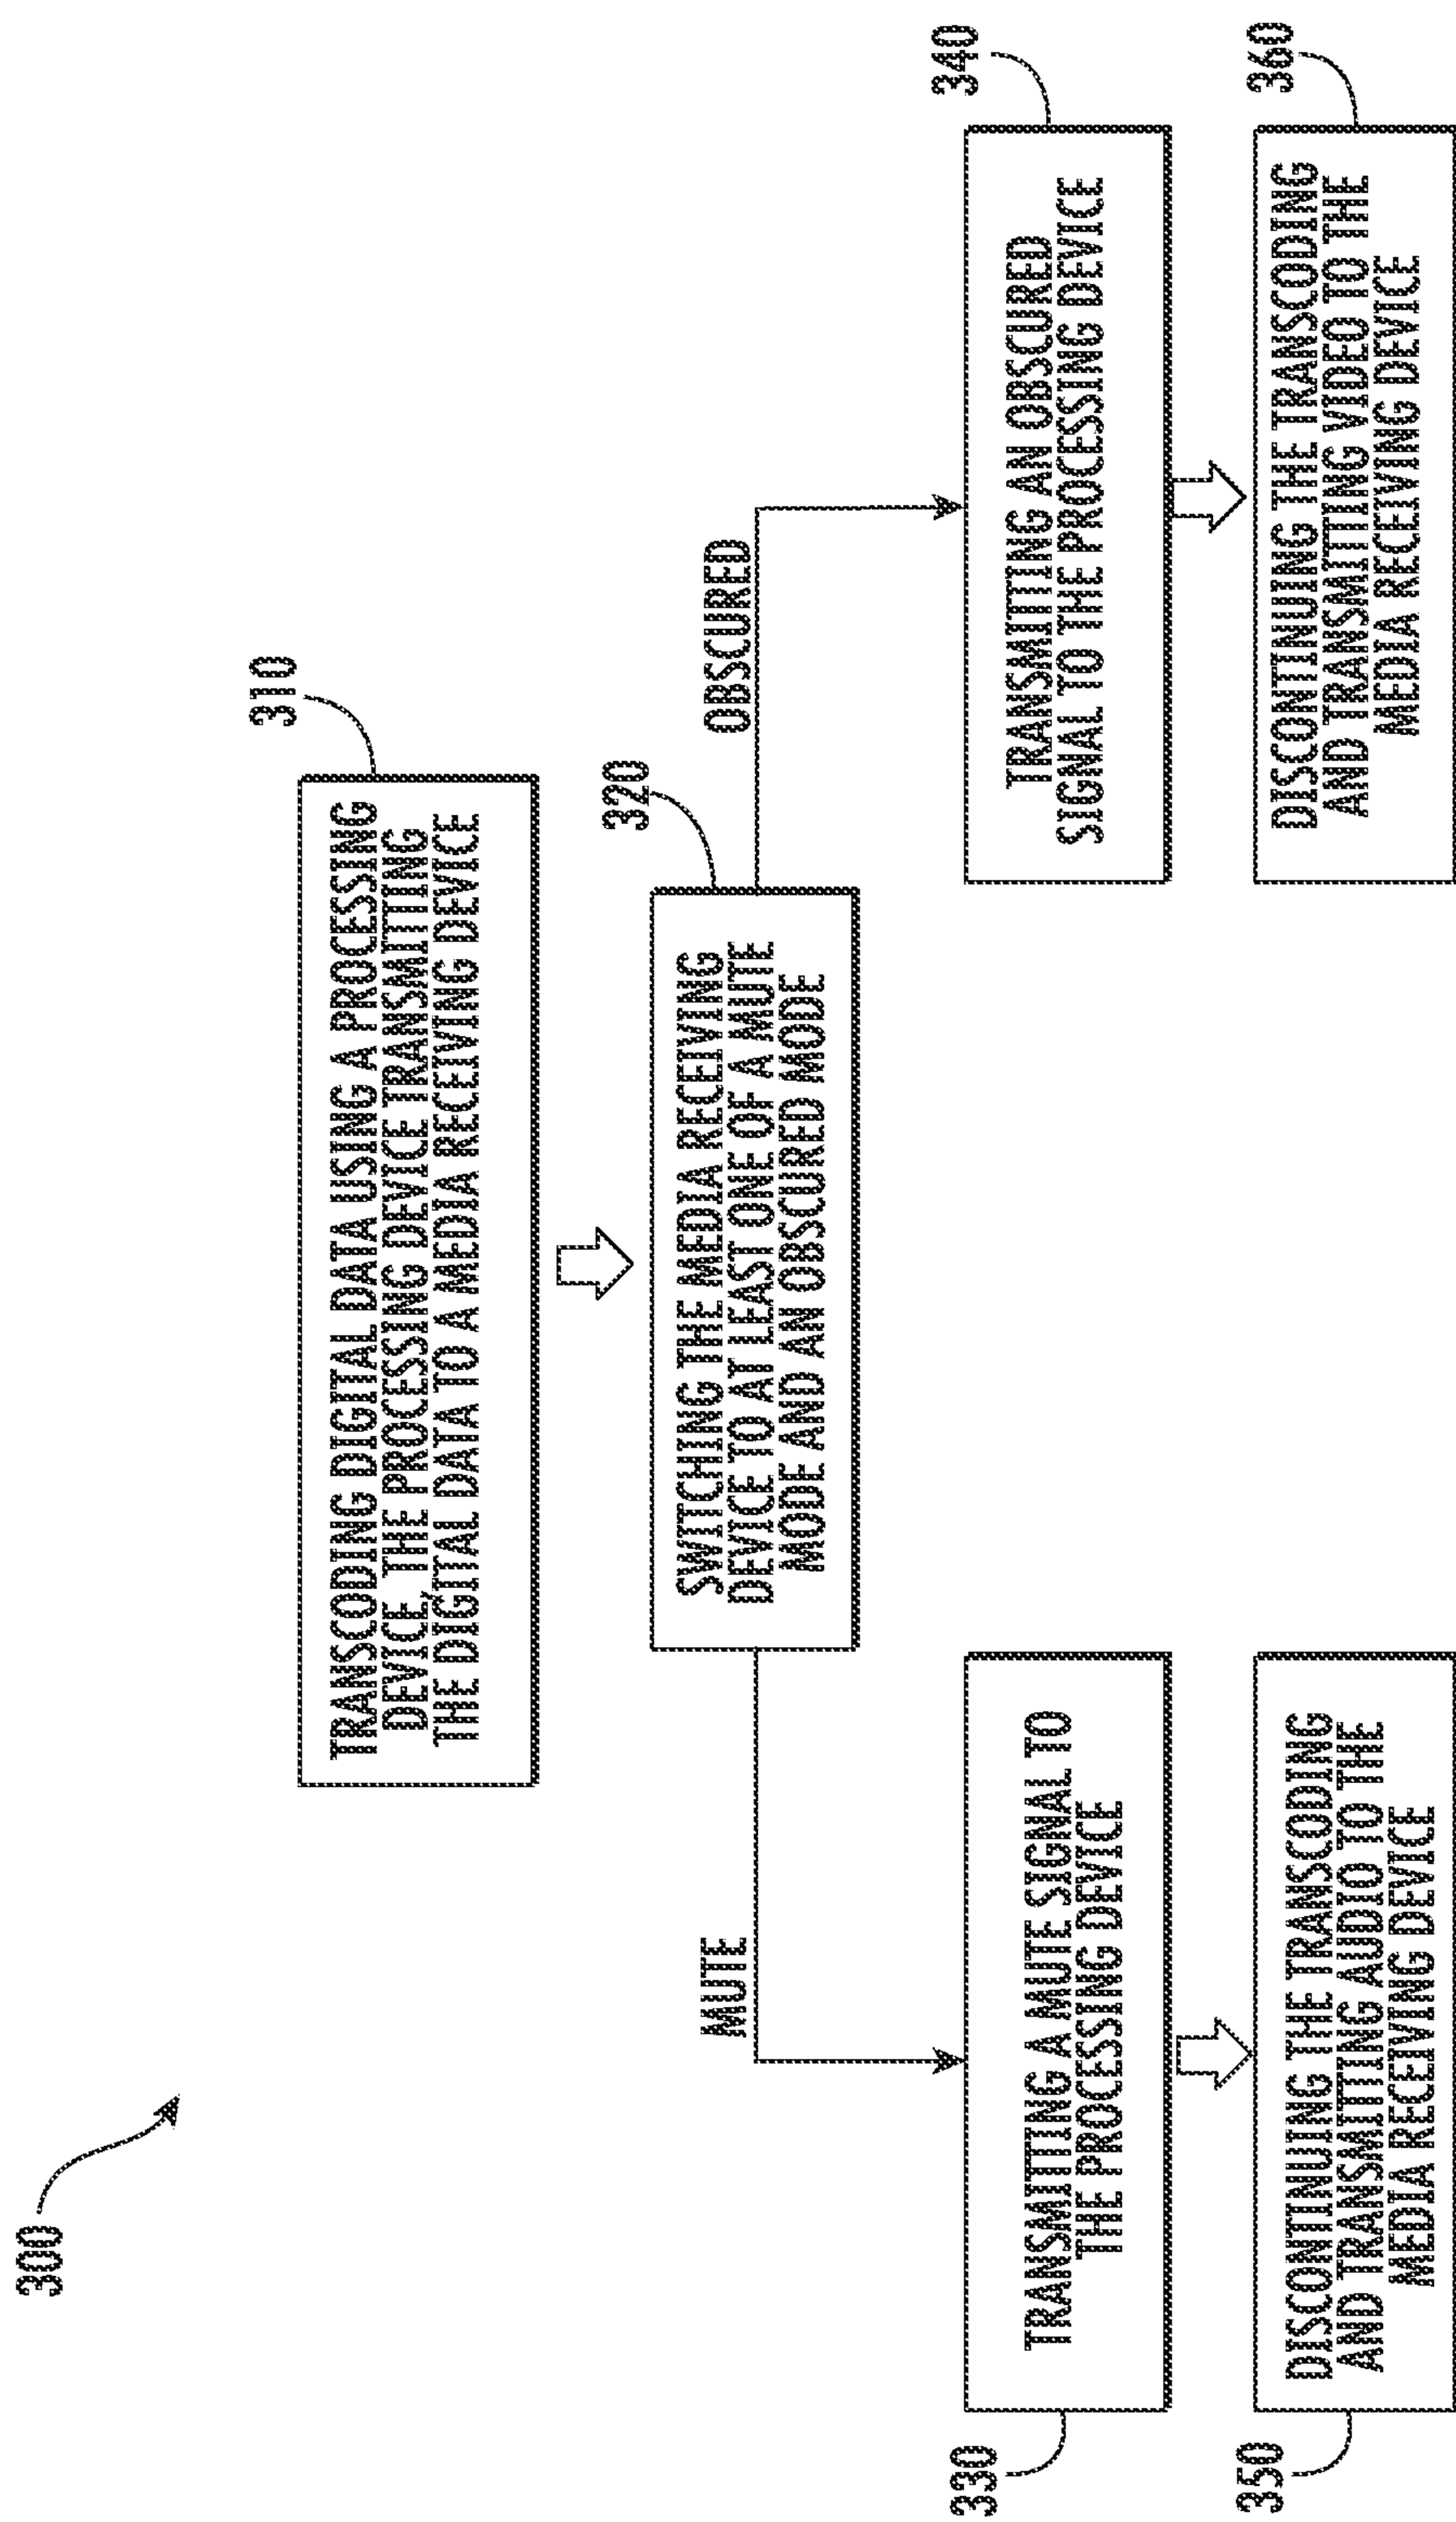 300
310
TRANSCODING DIGITAL DATA USING A PROCESSING
DEVICE, THE PROCESSING DEVICE TRANSMITTING
THE DIGITAL DATA TO A MEDIA RECEIVING DEVICE
320
SWITCHING THE MEDIA RECEIVING
DEVICE TO AT LEAST ONE OF A MUTE
MODE AND AN OBSCURED MODE
MUTE
OBSCURED
330
TRANSMITTING A MUTE SIGNAL TO
THE PROCESSING DEVICE
340
TRANSMITTING AN OBSCURED
SIGNAL TO THE PROCESSING DEVICE
350
DISCONTINUING THE TRANSCODING
AND TRANSMITTING AUDIO TO THE
MEDIA RECEIVING DEVICE
360
DISCONTINUING THE TRANSCODING
AND TRANSMITTING VIDEO TO THE
MEDIA RECEIVING DEVICE